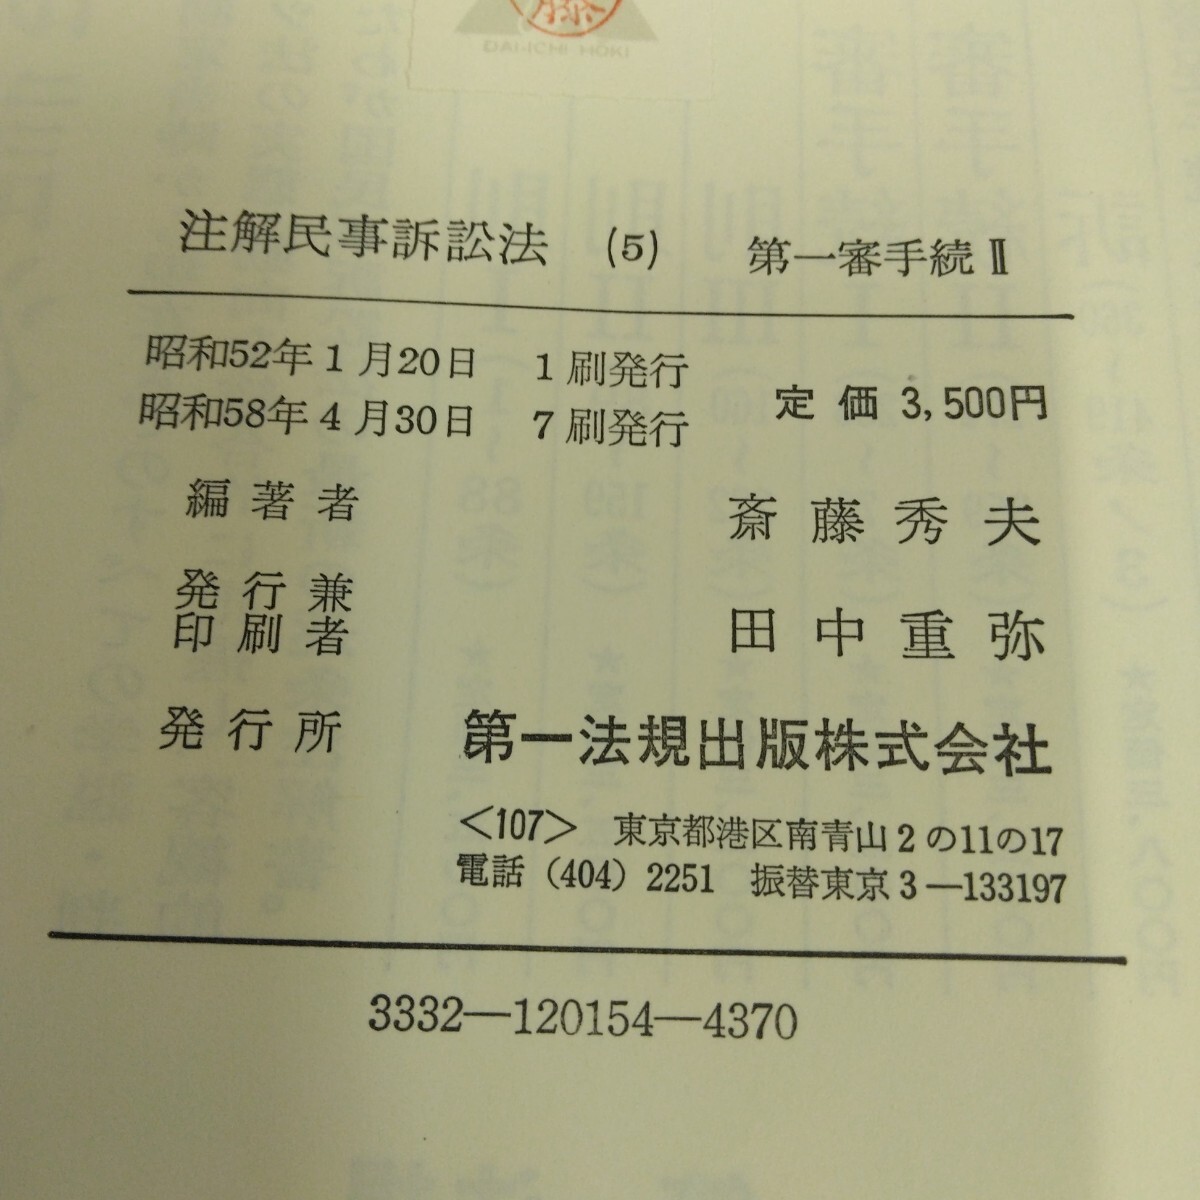 藤
DAI-ICHI HŌKI
注解民事訴訟法 (5) 第一審手続Ⅱ
昭和52年1月20日 1刷発行
昭和58年4月30日 7刷発行
定価 3,500円
編著者 斎藤秀夫
発行兼印刷者 田中重弥
発行所 第一法規出版株式会社
<107> 東京都港区南青山2の11の17
電話 (404) 2251 振替東京3—133197
3332—120154—4370